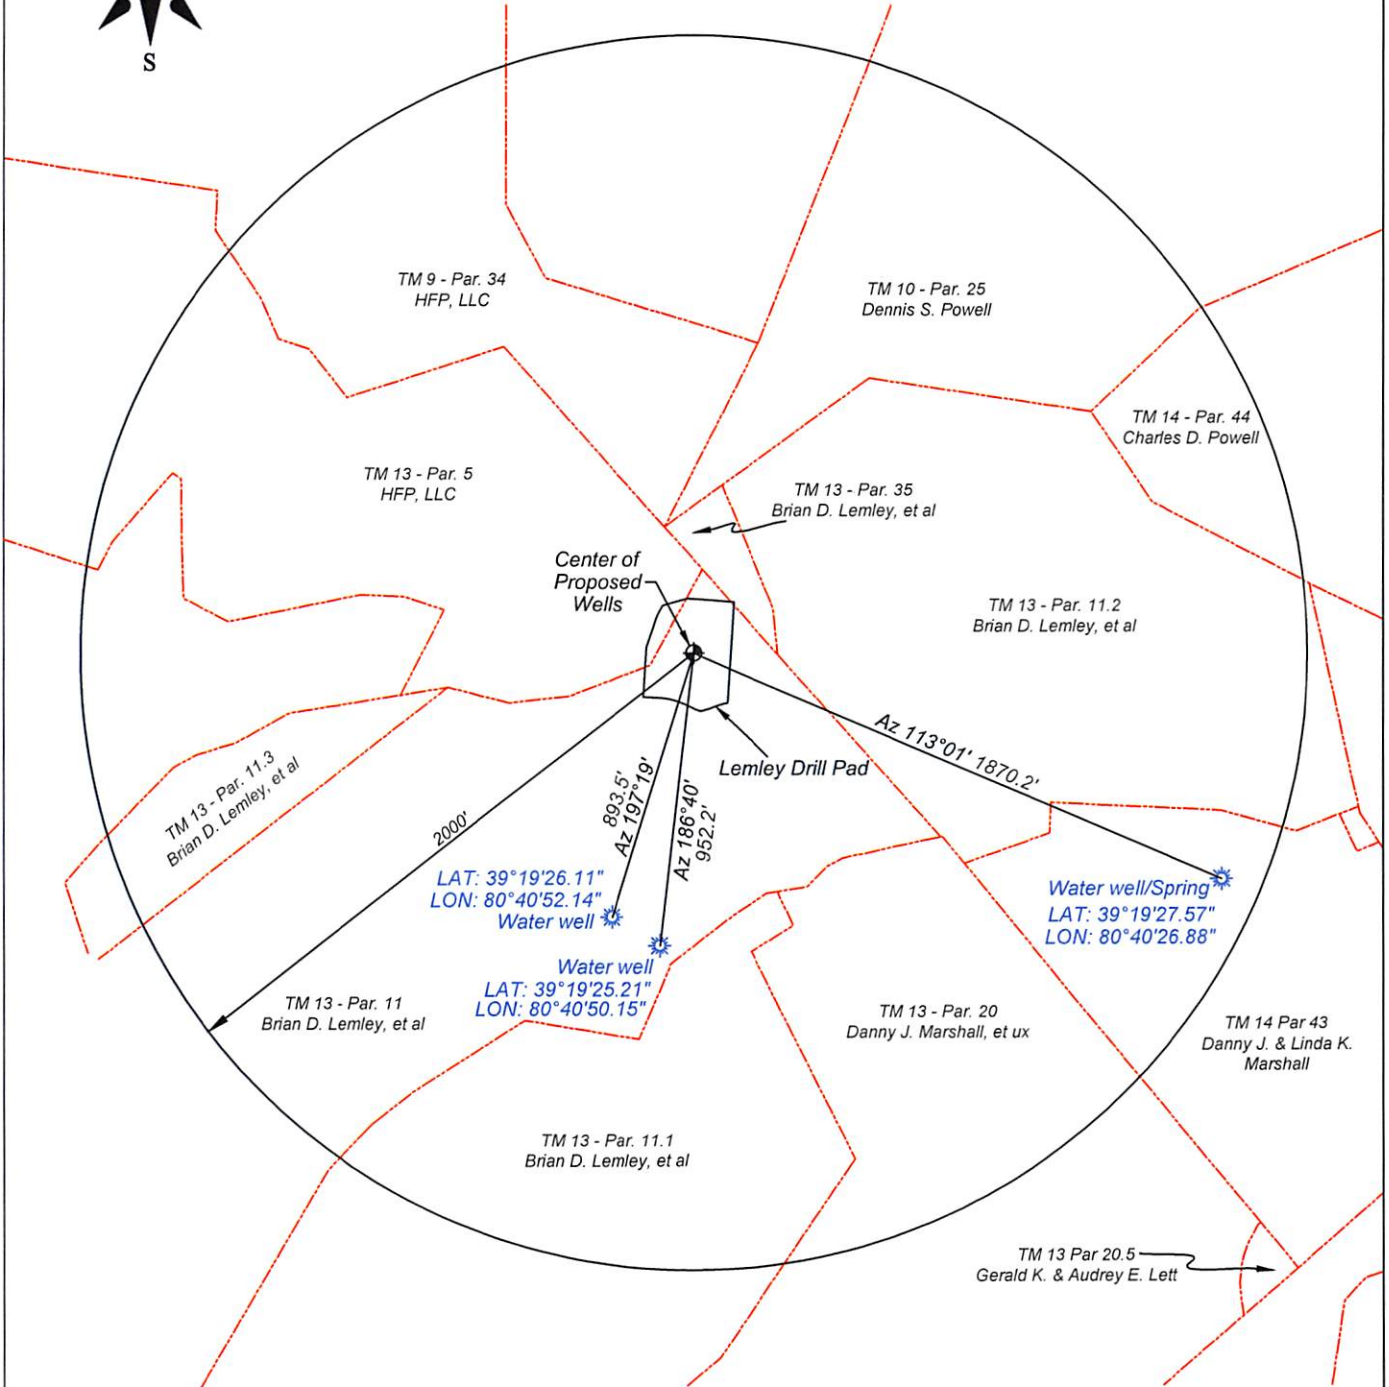 S
TM 9 - Par. 34
HFP, LLC
TM 10 - Par. 25
Dennis S. Powell
TM 14 - Par. 44
Charles D. Powell
TM 13 - Par. 5
HFP, LLC
TM 13 - Par. 35
Brian D. Lemley, et al
Center of
Proposed
Wells
TM 13 - Par. 11.2
Brian D. Lemley, et al
Az 113°01' 1870.2'
Lemley Drill Pad
TM 13 - Par. 11.3
Brian D. Lemley, et al
2000'
893.5'
Az 197°19'
Az 186°40'
952.2'
LAT: 39°19'26.11"
LON: 80°40'52.14"
Water well
Water well/Spring
LAT: 39°19'27.57"
LON: 80°40'26.88"
Water well
LAT: 39°19'25.21"
LON: 80°40'50.15"
TM 13 - Par. 11
Brian D. Lemley, et al
TM 13 - Par. 20
Danny J. Marshall, et ux
TM 14 Par 43
Danny J. & Linda K.
Marshall
TM 13 - Par. 11.1
Brian D. Lemley, et al
TM 13 Par 20.5
Gerald K. & Audrey E. Lett